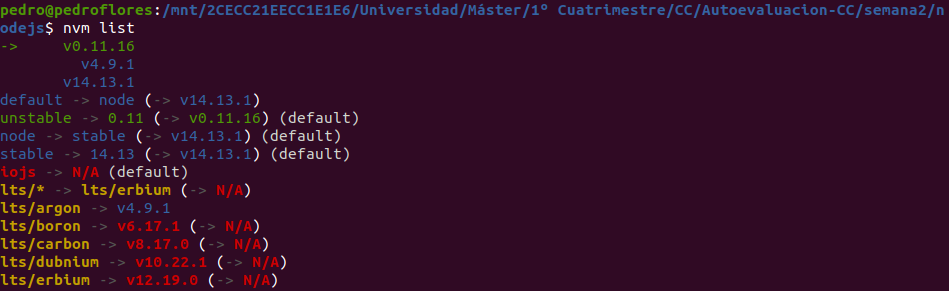 pedro@pedroflores:/mnt/2CECC21EECC1E1E6/Universidad/Máster/1º Cuatrimestre/CC/Autoevaluacion-CC/semana2/n
odejs$ nvm list
->      v0.11.16
         v4.9.1
       v14.13.1
default -> node (-> v14.13.1)
unstable -> 0.11 (-> v0.11.16) (default)
node -> stable (-> v14.13.1) (default)
stable -> 14.13 (-> v14.13.1) (default)
iojs -> N/A (default)
lts/* -> lts/erbium (-> N/A)
lts/argon -> v4.9.1
lts/boron -> v6.17.1 (-> N/A)
lts/carbon -> v8.17.0 (-> N/A)
lts/dubnium -> v10.22.1 (-> N/A)
lts/erbium -> v12.19.0 (-> N/A)